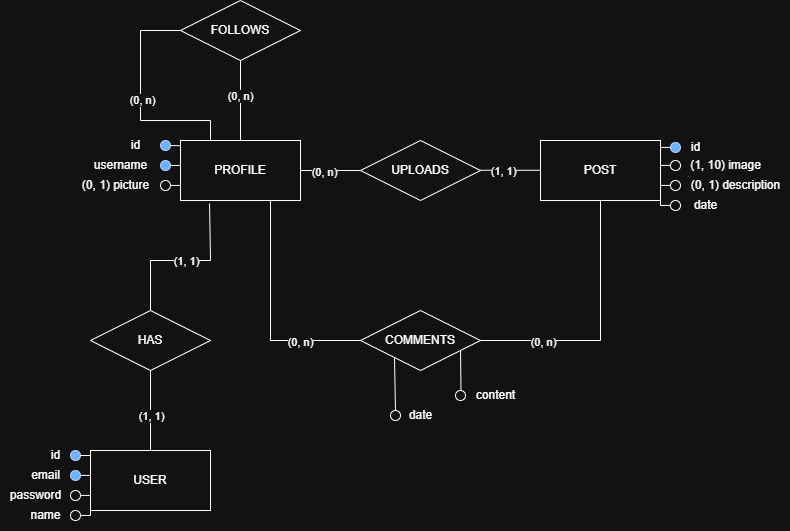 FOLLOWS
(0, n)
(0, n)
id
username
(0, 1) picture
PROFILE
(0, n)
UPLOADS
(1, 1)
POST
id
(1, 10) image
(0, 1) description
date
(1, 1)
HAS
(0, n)
COMMENTS
(0, n)
content
date
(1, 1)
id
email
password
name
USER